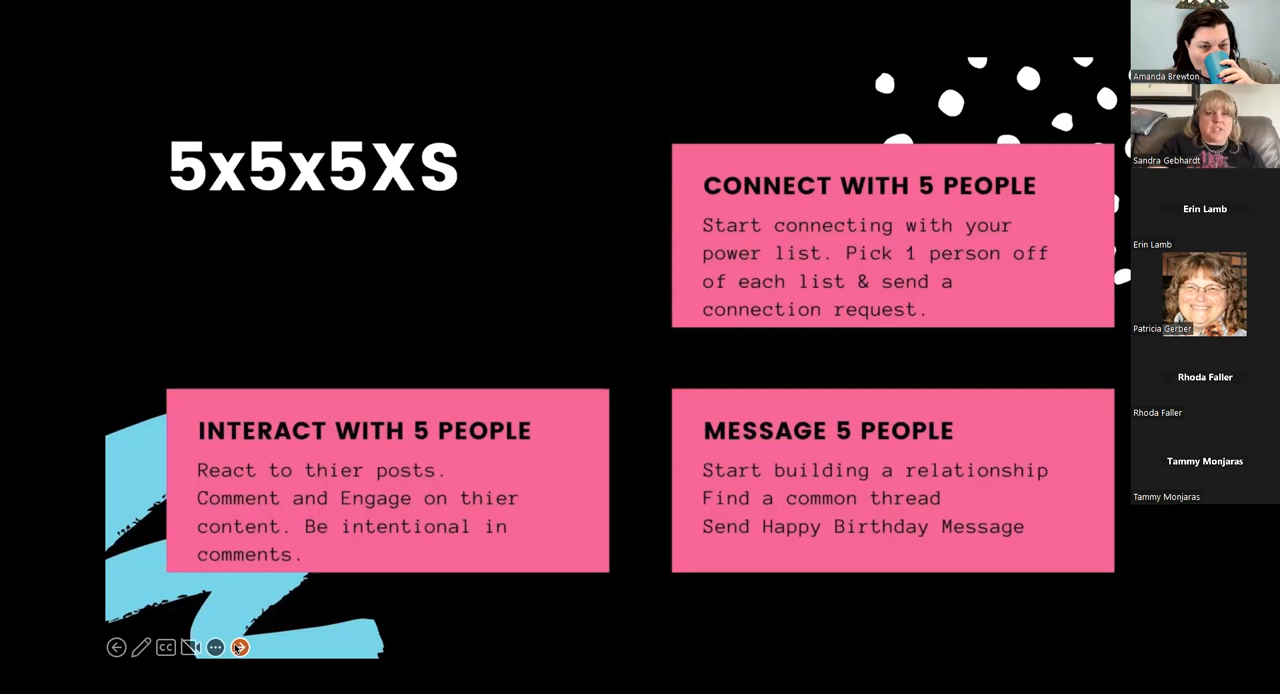 5x5x5XS
CONNECT WITH 5 PEOPLE
Start connecting with your
power list. Pick 1 person off
of each list & send a
connection request.
INTERACT WITH 5 PEOPLE
React to thier posts.
Comment and Engage on thier
content. Be intentional in
comments.
MESSAGE 5 PEOPLE
Start building a relationship
Find a common thread
Send Happy Birthday Message
CC
Amanda Brewton
Sandra Gebhardt
Erin Lamb
Erin Lamb
Patricia Gerber
Rhoda Faller
Rhoda Faller
Tammy Monjaras
Tammy Monjaras